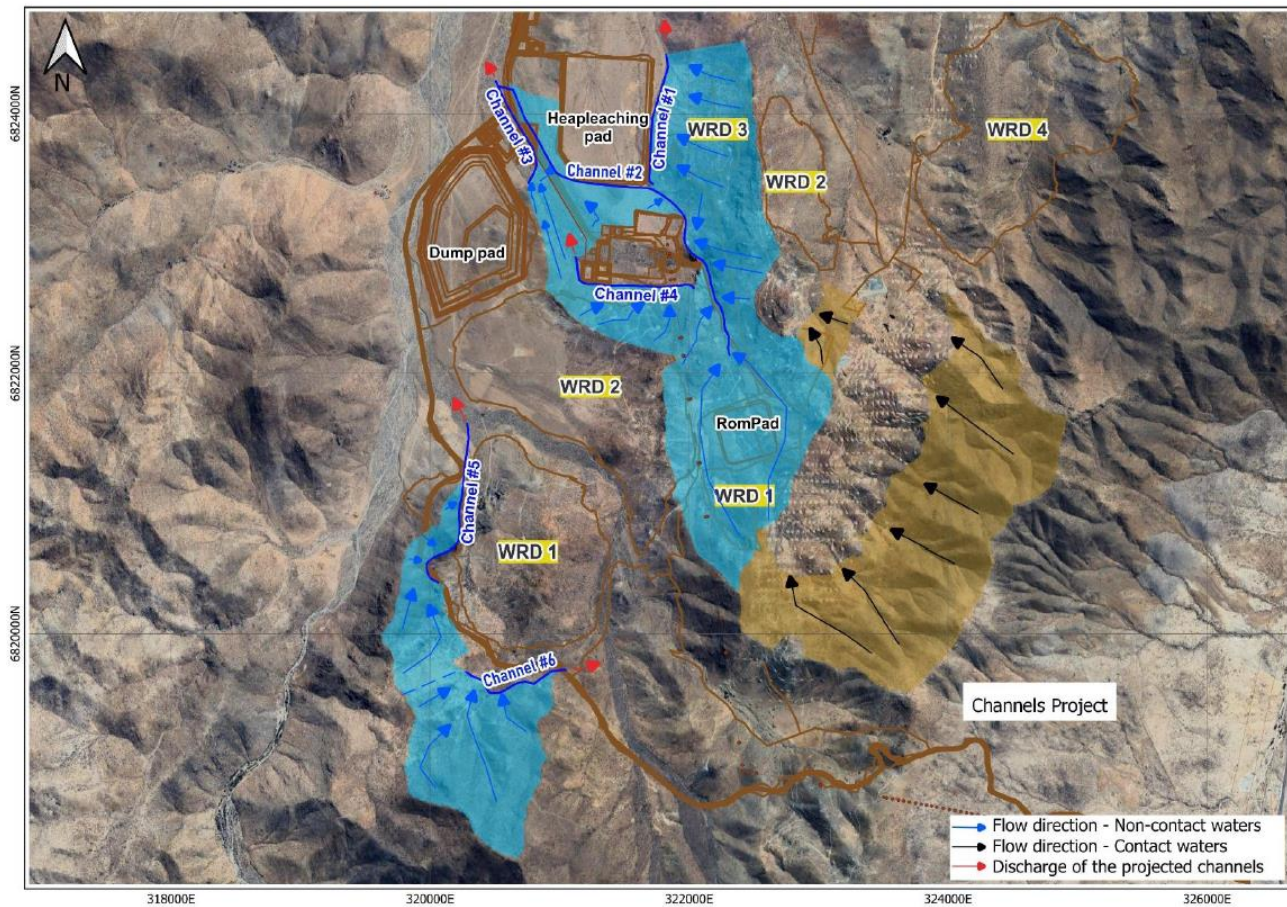 N
6824000N
6822000N
6820000N
Heapleaching
pad
Channel #1
Channel #2
Channel #3
WRD 3
WRD 2
WRD 4
Dump pad
Channel #4
WRD 2
RomPad
WRD 1
Channel #5
WRD 1
Channel #6
Channels Project
Flow direction - Non-contact waters
Flow direction - Contact waters
Discharge of the projected channels
318000E
320000E
322000E
324000E
326000E